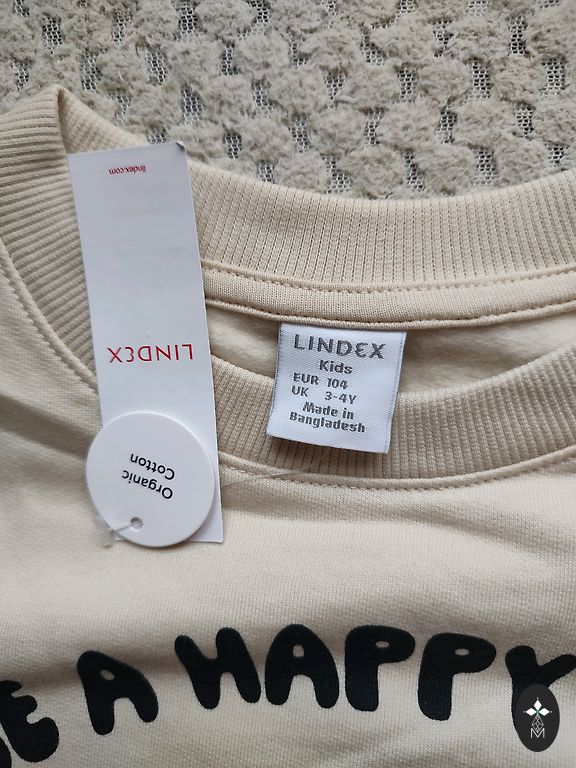 lindex.com
LINDEX
Organic
Cotton
LINDEX
Kids
EUR 104
UK 3-4Y
Made in
Bangladesh
A HAPPY